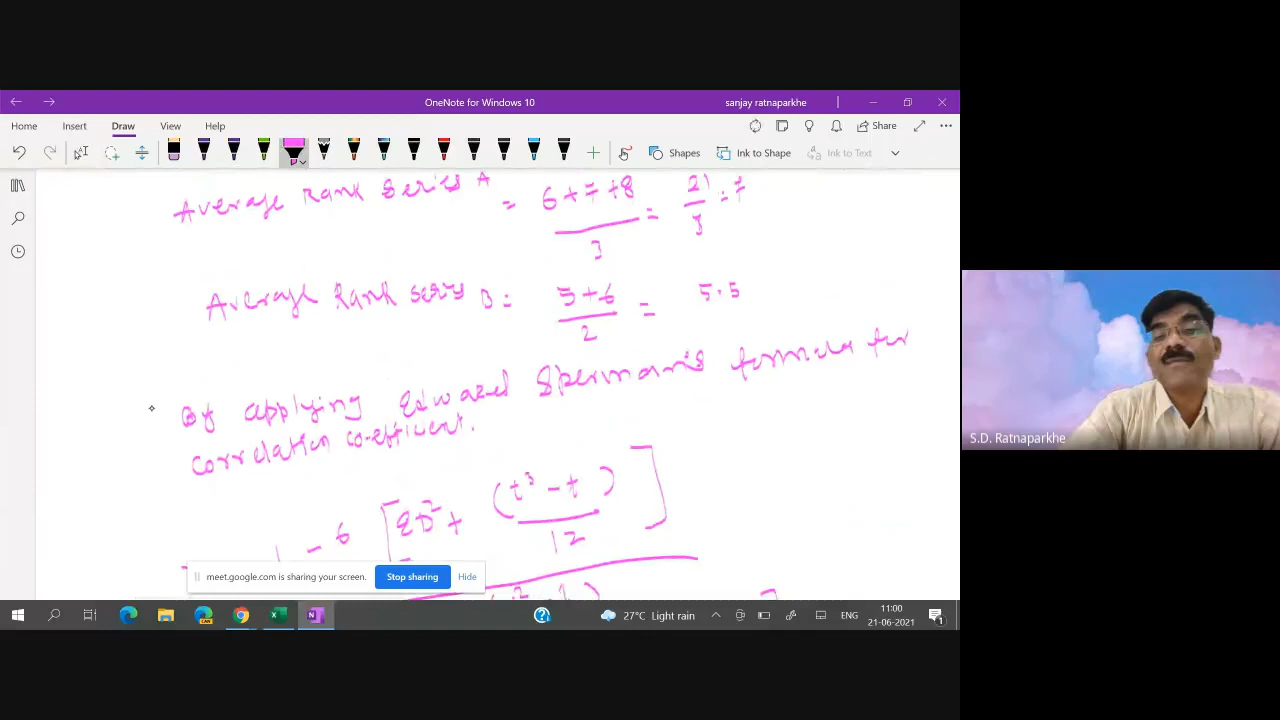 OneNote for Windows 10
sanjay ratnaparkhe
Home Insert Draw View Help
Share
Shapes Ink to Shape Ink to Text
Average Rank Series A = 6+7+8/3 = 21/3 = 7
Average Rank series B = 5+6/2 = 5.5
By applying Edward Sperman's formula for
correlation co-efficient.
1 - 6 [ΣD² + (t³ - t)/12]
meet.google.com is sharing your screen. Stop sharing Hide
S.D. Ratnaparkhe
27°C Light rain
ENG
11:00
21-06-2021